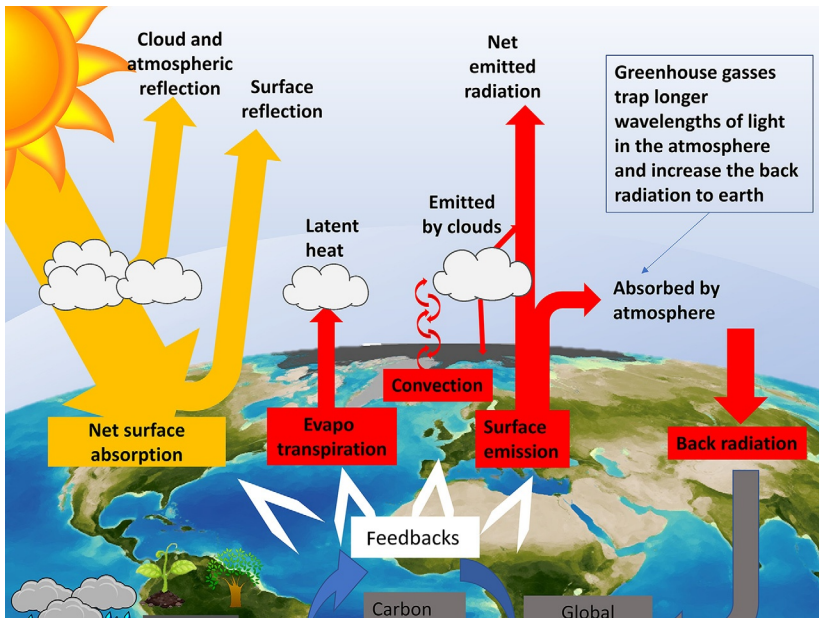 Cloud and
atmospheric
reflection
Surface
reflection
Net
emitted
radiation
Greenhouse gasses
trap longer
wavelengths of light
in the atmosphere
and increase the back
radiation to earth
Latent
heat
Emitted
by clouds
Absorbed by
atmosphere
Convection
Net surface
absorption
Evapo
transpiration
Surface
emission
Back radiation
Feedbacks
Carbon
Global